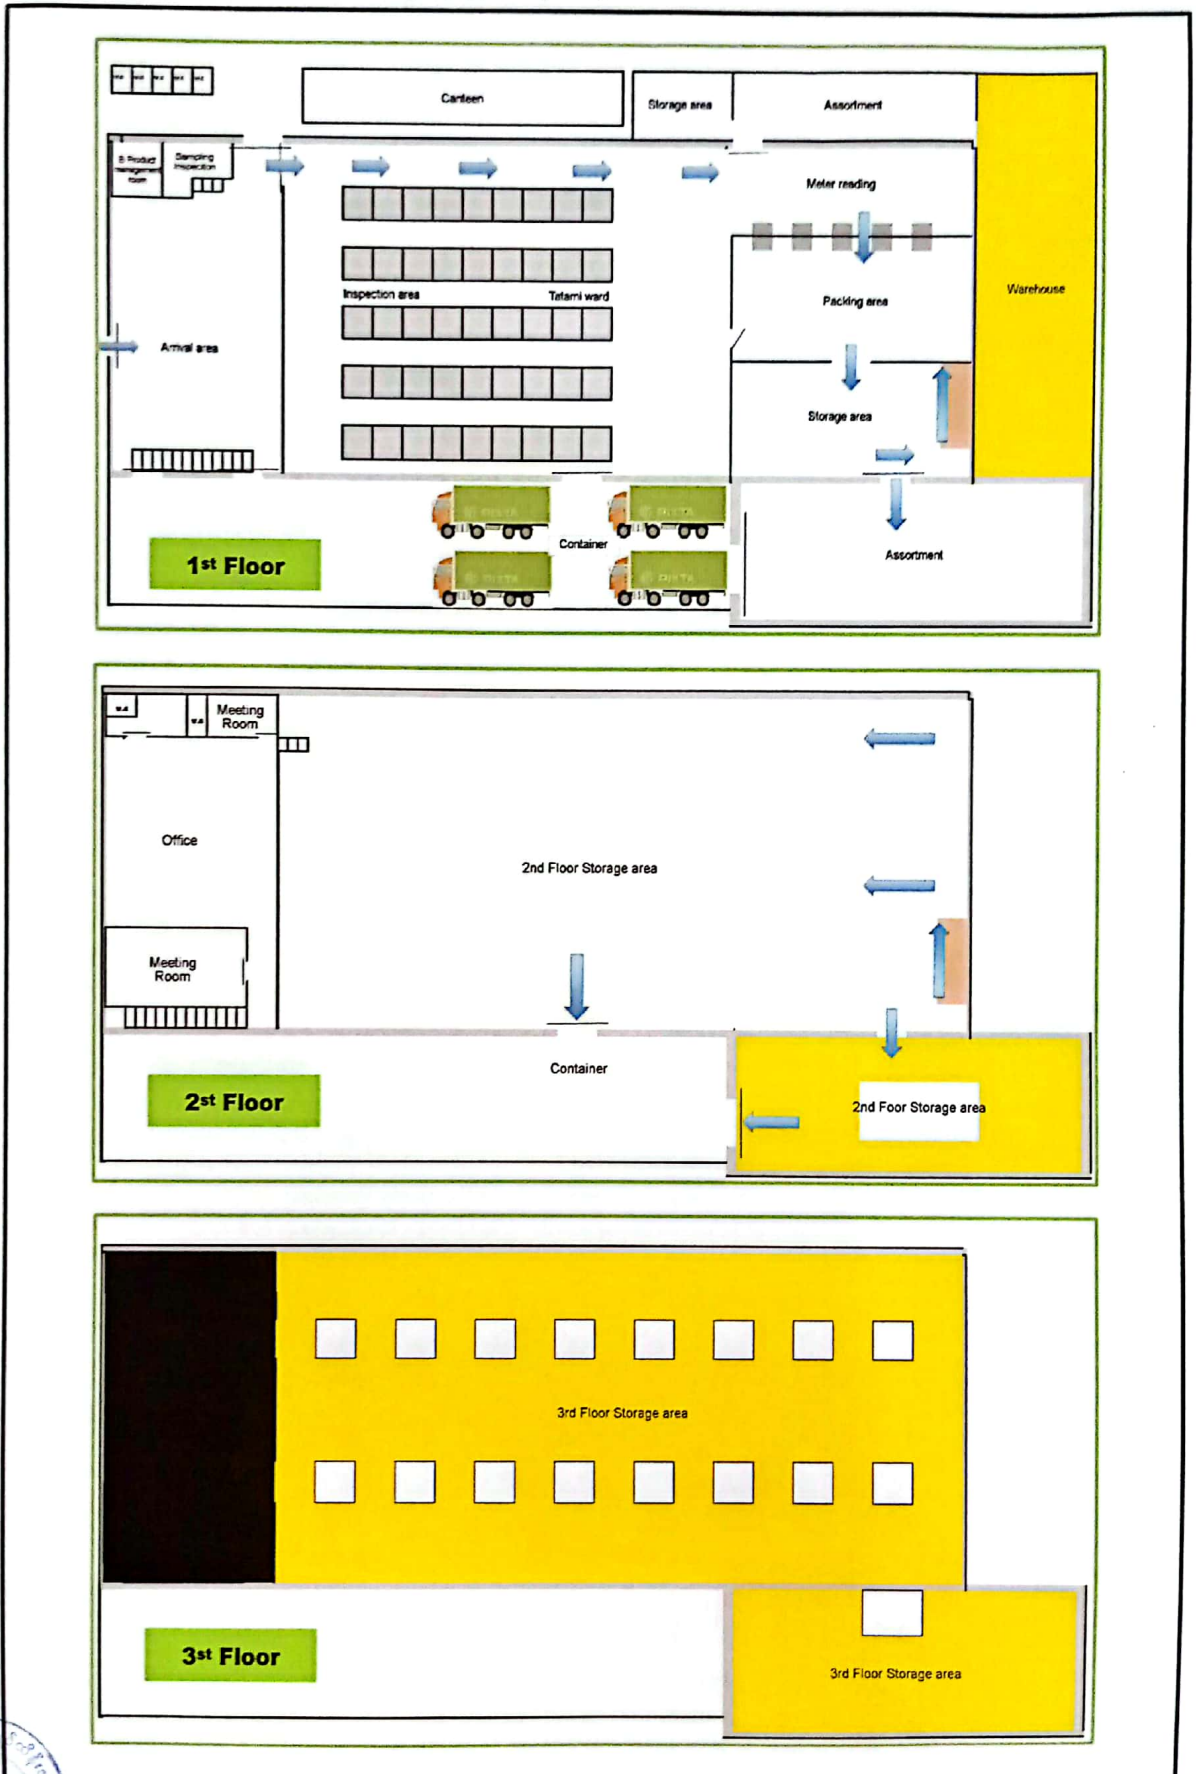 Canteen
Storage area
Assortment
B Product
management
room
Sampling
Inspection
Meter reading
Warehouse
Inspection area
Tatami ward
Packing area
Arrival area
Storage area
Container
Assortment
1st Floor
Meeting
Room
Office
2nd Floor Storage area
Meeting
Room
Container
2nd Foor Storage area
2st Floor
3rd Floor Storage area
3st Floor
3rd Floor Storage area